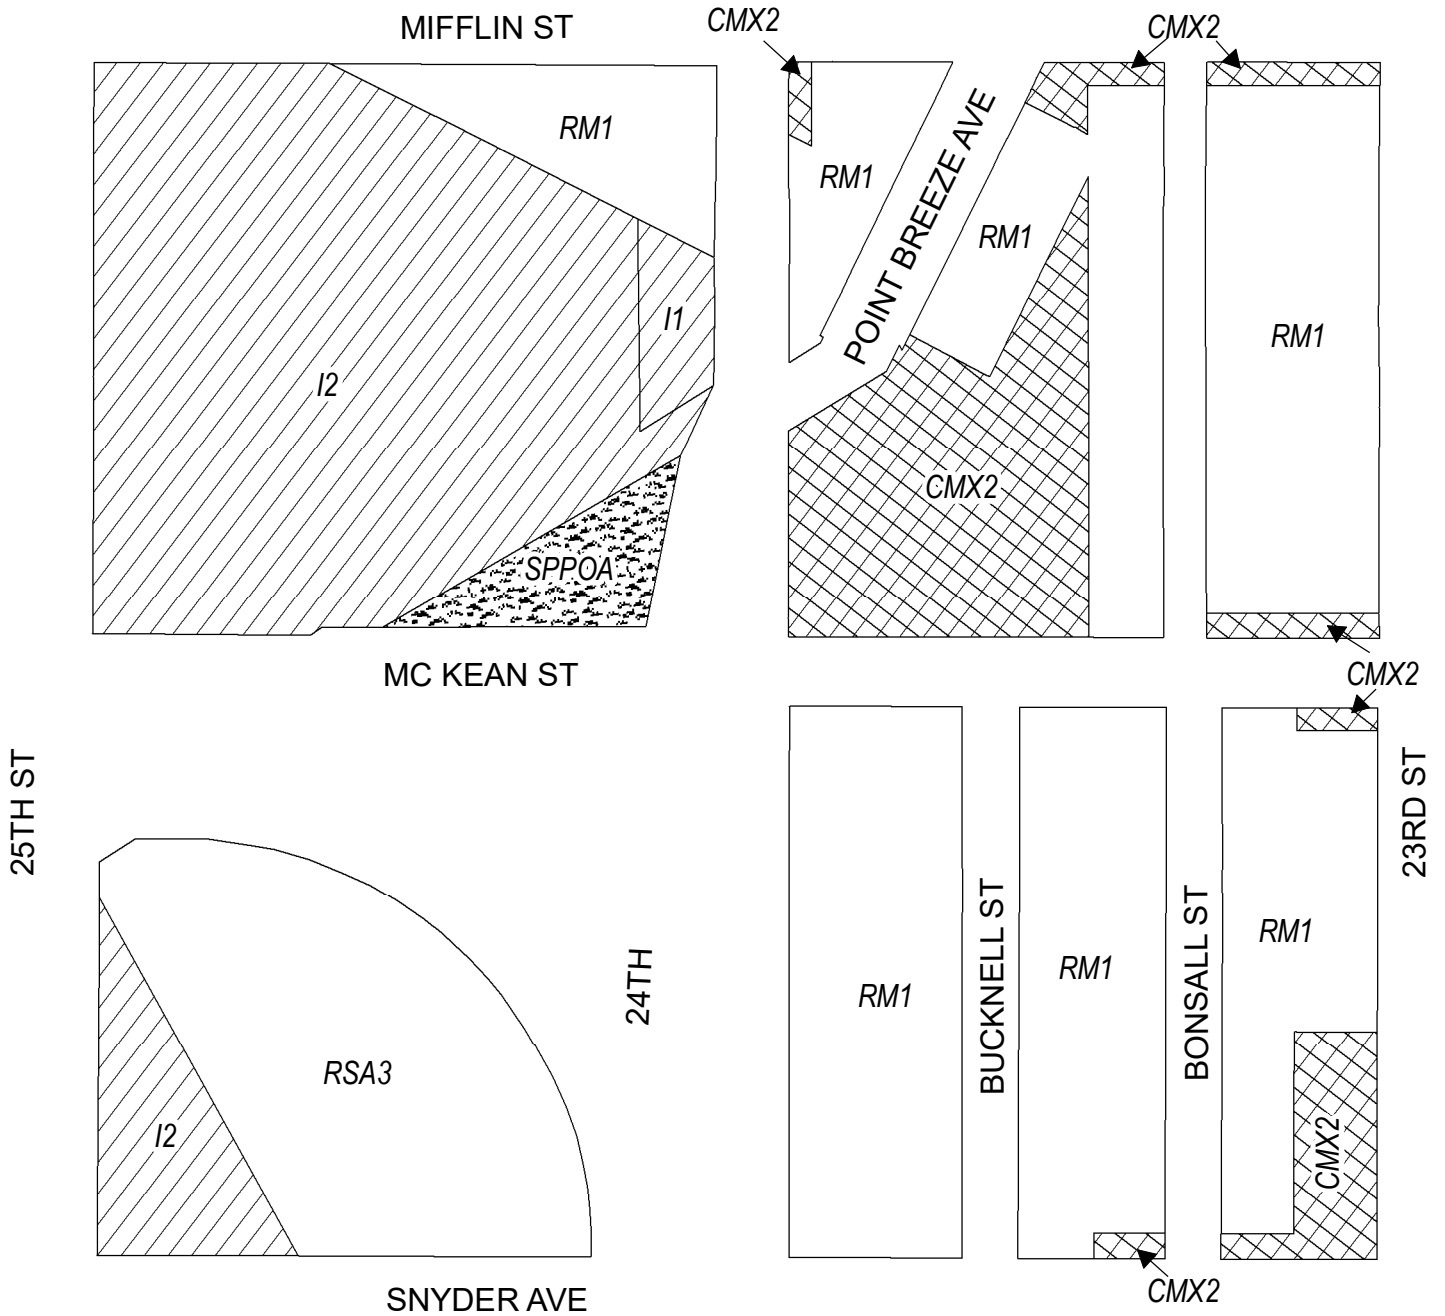 MIFFLIN ST
CMX2
CMX2
RM1
RM1
POINT BREEZE AVE
RM1
I1
RM1
I2
CMX2
SPPOA
MC KEAN ST
CMX2
25TH ST
23RD ST
BUCKNELL ST
BONSALL ST
RM1
24TH
RM1
RM1
RSA3
I2
CMX2
CMX2
SNYDER AVE